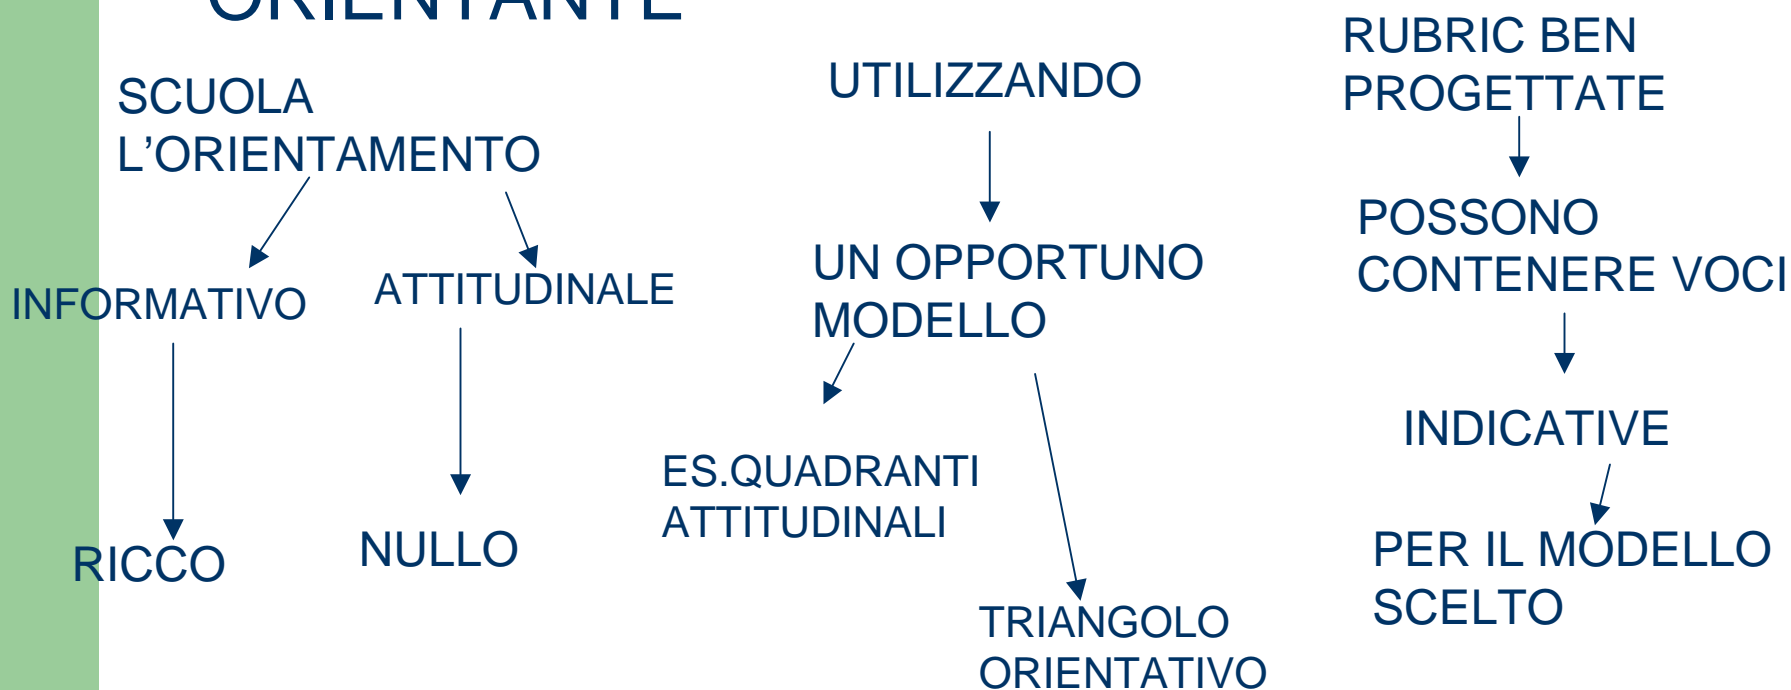 ORIENTANTE
SCUOLA
L'ORIENTAMENTO
INFORMATIVO
ATTITUDINALE
RICCO
NULLO
UTILIZZANDO
UN OPPORTUNO
MODELLO
ES.QUADRANTI
ATTITUDINALI
TRIANGOLO
ORIENTATIVO
RUBRIC BEN
PROGETTATE
POSSONO
CONTENERE VOCI
INDICATIVE
PER IL MODELLO
SCELTO